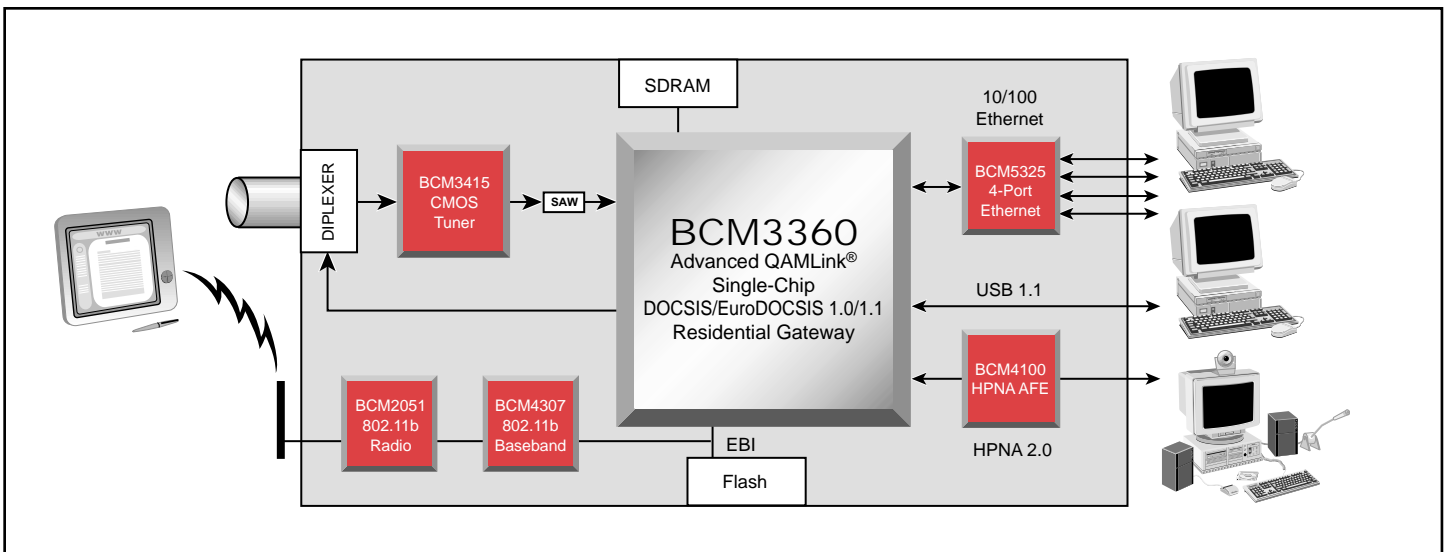 SDRAM
10/100
Ethernet
DIPLEXER
BCM3415
CMOS
Tuner
SAW
BCM3360
Advanced QAMLink®
Single-Chip
DOCSIS/EuroDOCSIS 1.0/1.1
Residential Gateway
BCM5325
4-Port
Ethernet
WWW
USB 1.1
BCM4100
HPNA AFE
HPNA 2.0
BCM2051
802.11b
Radio
BCM4307
802.11b
Baseband
EBI
Flash